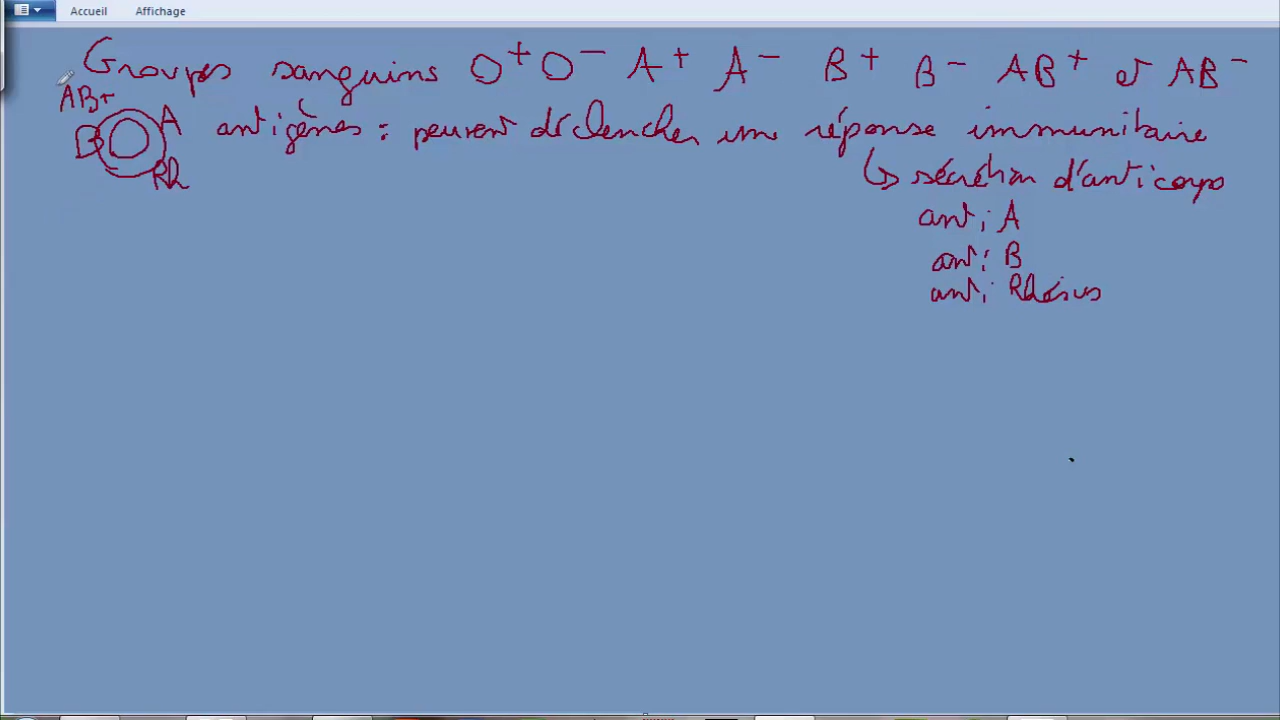 Accueil Affichage
Groupes sanguins O+ O- A+ A- B+ B- AB+ et AB-
AB+
B A Rh
antigènes : peuvent déclencher une réponse immunitaire
↳ sécrétion d'anticorps
anti A
anti B
anti Rhésus